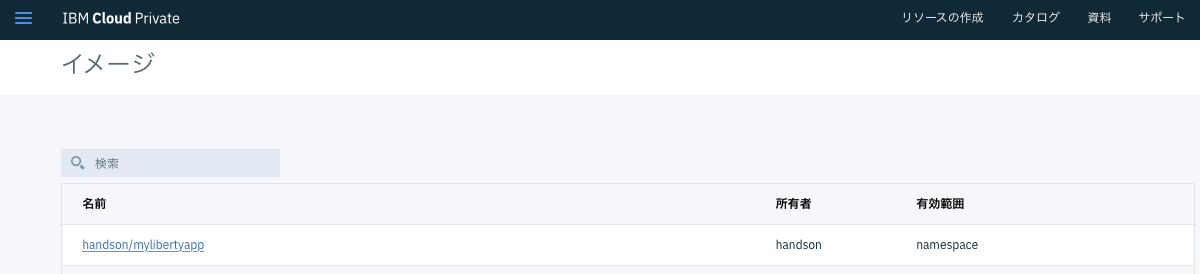 IBM Cloud Private リソースの作成 カタログ 資料 サポート
イメージ
検索
名前 所有者 有効範囲
handson/mylibertyapp handson namespace